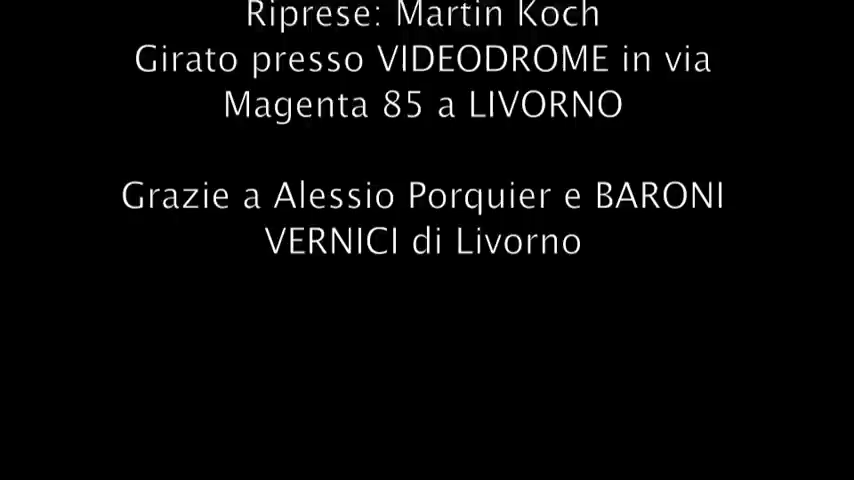 Riprese: Martin Koch
Girato presso VIDEODROME in via
Magenta 85 a LIVORNO
Grazie a Alessio Porquier e BARONI
VERNICI di Livorno